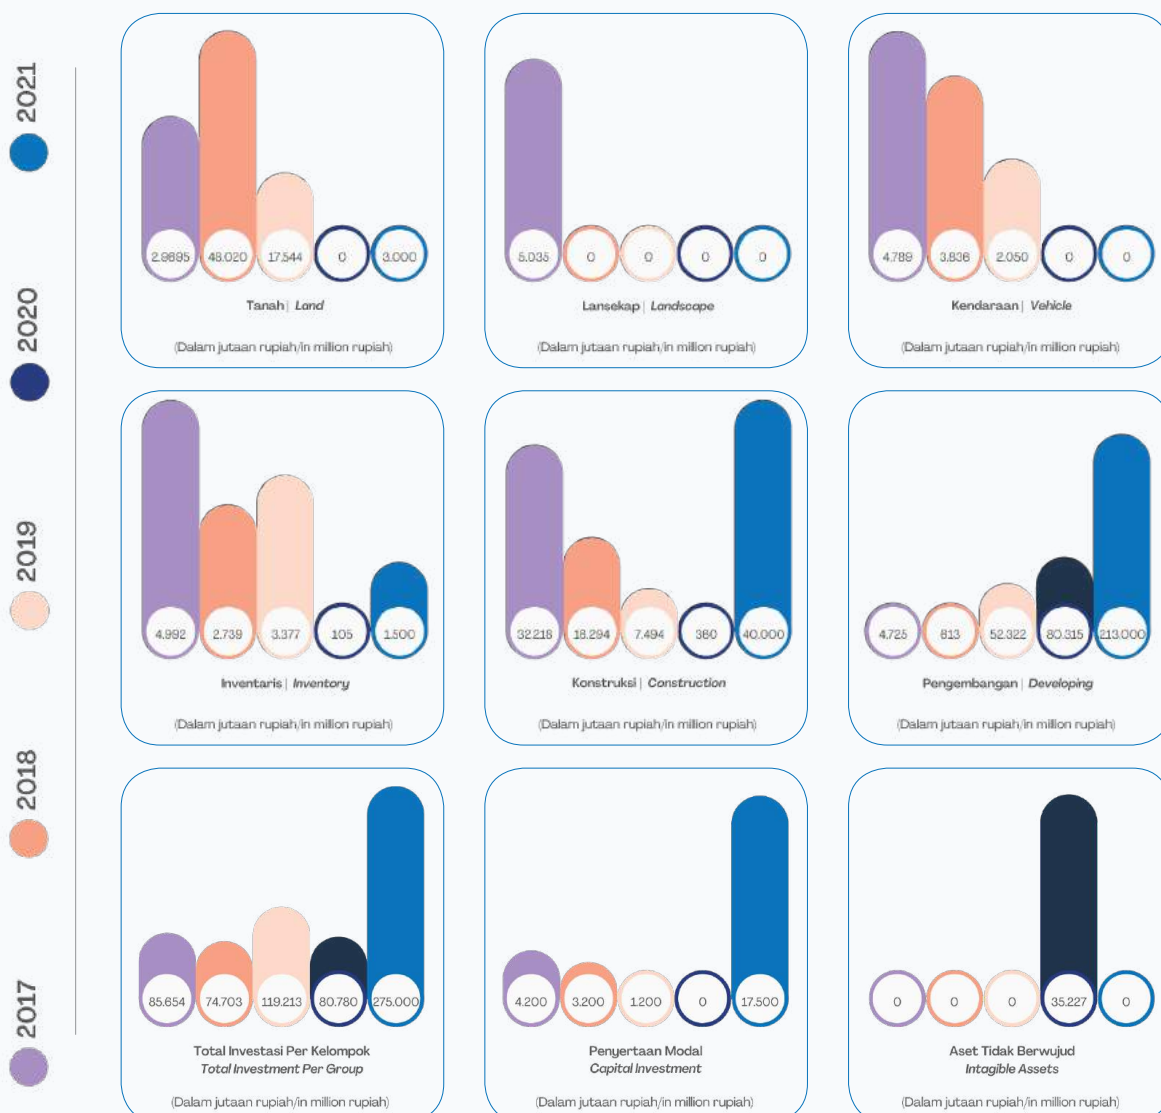 2021
2020
2019
2018
2017
2.9695 48.020 17.544 0 3.000
Tanah | Land
(Dalam jutaan rupiah/in million rupiah)
5.035 0 0 0 0
Lansekap | Landscape
(Dalam jutaan rupiah/in million rupiah)
4.789 3.836 2.050 0 0
Kendaraan | Vehicle
(Dalam jutaan rupiah/in million rupiah)
4.992 2.739 3.377 105 1.500
Inventaris | Inventory
(Dalam jutaan rupiah/in million rupiah)
32.218 18.294 7.494 360 40.000
Konstruksi | Construction
(Dalam jutaan rupiah/in million rupiah)
4.725 813 52.322 80.315 213.000
Pengembangan | Developing
(Dalam jutaan rupiah/in million rupiah)
85.654 74.703 119.213 80.780 275.000
Total Investasi Per Kelompok
Total Investment Per Group
(Dalam jutaan rupiah/in million rupiah)
4.200 3.200 1.200 0 17.500
Penyertaan Modal
Capital Investment
(Dalam jutaan rupiah/in million rupiah)
0 0 0 35.227 0
Aset Tidak Berwujud
Intagible Assets
(Dalam jutaan rupiah/in million rupiah)